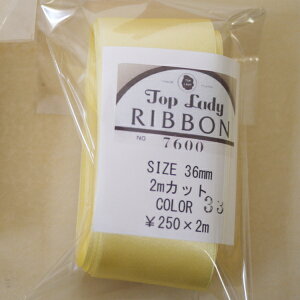 Top Lady
RIBBON
NO 7600
SIZE 36mm
2mカット
COLOR 33
¥250×2m